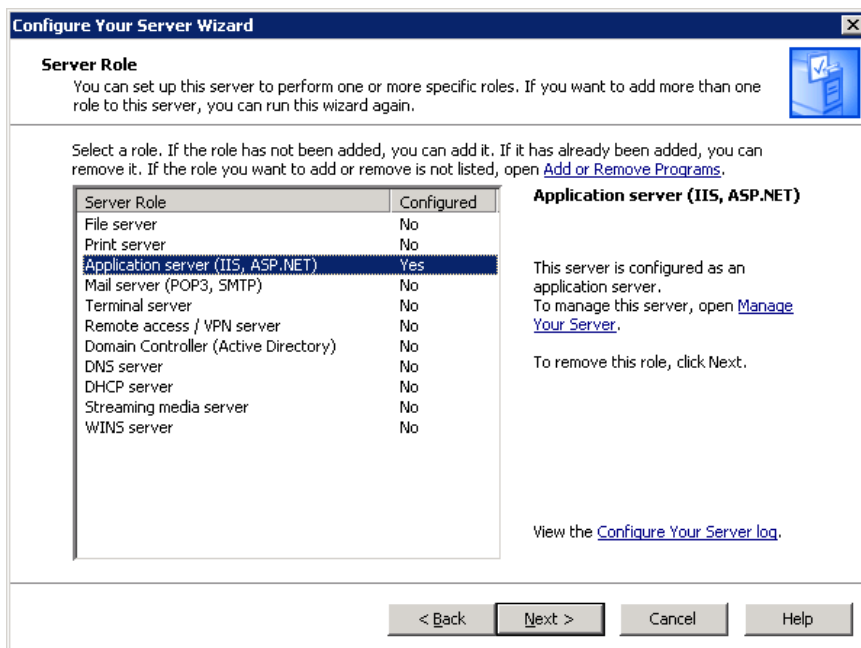 Configure Your Server Wizard
Server Role
You can set up this server to perform one or more specific roles. If you want to add more than one
role to this server, you can run this wizard again.
Select a role. If the role has not been added, you can add it. If it has already been added, you can
remove it. If the role you want to add or remove is not listed, open Add or Remove Programs.
Server Role Configured
File server No
Print server No
Application server (IIS, ASP.NET) Yes
Mail server (POP3, SMTP) No
Terminal server No
Remote access / VPN server No
Domain Controller (Active Directory) No
DNS server No
DHCP server No
Streaming media server No
WINS server No
Application server (IIS, ASP.NET)
This server is configured as an
application server.
To manage this server, open Manage
Your Server.
To remove this role, click Next.
View the Configure Your Server log.
< Back Next > Cancel Help